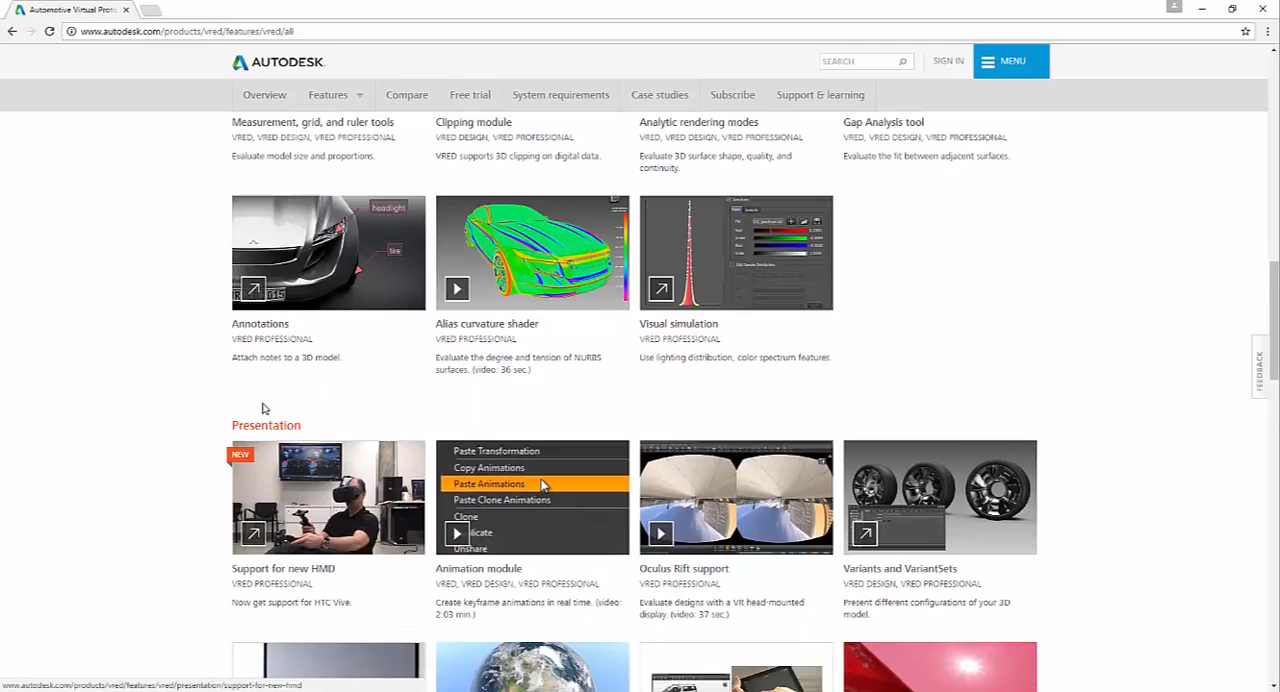 Automotive Virtual Proto
www.autodesk.com/products/vred/features/vred/all
AUTODESK.
SEARCH
SIGN IN
MENU
Overview
Features
Compare
Free trial
System requirements
Case studies
Subscribe
Support & learning
Measurement, grid, and ruler tools
VRED, VRED DESIGN, VRED PROFESSIONAL
Evaluate model size and proportions.
Clipping module
VRED DESIGN, VRED PROFESSIONAL
VRED supports 3D clipping on digital data.
Analytic rendering modes
VRED, VRED DESIGN, VRED PROFESSIONAL
Evaluate 3D surface shape, quality, and
continuity.
Gap Analysis tool
VRED, VRED DESIGN, VRED PROFESSIONAL
Evaluate the fit between adjacent surfaces.
headlight
tire
Annotations
VRED PROFESSIONAL
Attach notes to a 3D model.
Alias curvature shader
VRED PROFESSIONAL
Evaluate the degree and tension of NURBS
surfaces. (video: 36 sec.)
Visual simulation
VRED PROFESSIONAL
Use lighting distribution, color spectrum features.
FEEDBACK
Presentation
NEW
Paste Transformation
Copy Animations
Paste Animations
Paste Clone Animations
Clone
licate
Unshare
Support for new HMD
VRED PROFESSIONAL
Now get support for HTC Vive.
Animation module
VRED, VRED DESIGN, VRED PROFESSIONAL
Create keyframe animations in real time. (video:
2:03 min.)
Oculus Rift support
VRED PROFESSIONAL
Evaluate designs with a VR head-mounted
display. (video: 37 sec.)
Variants and VariantSets
VRED DESIGN, VRED PROFESSIONAL
Present different configurations of your 3D
model.
www.autodesk.com/products/vred/features/vred/presentation/support-for-new-hmd